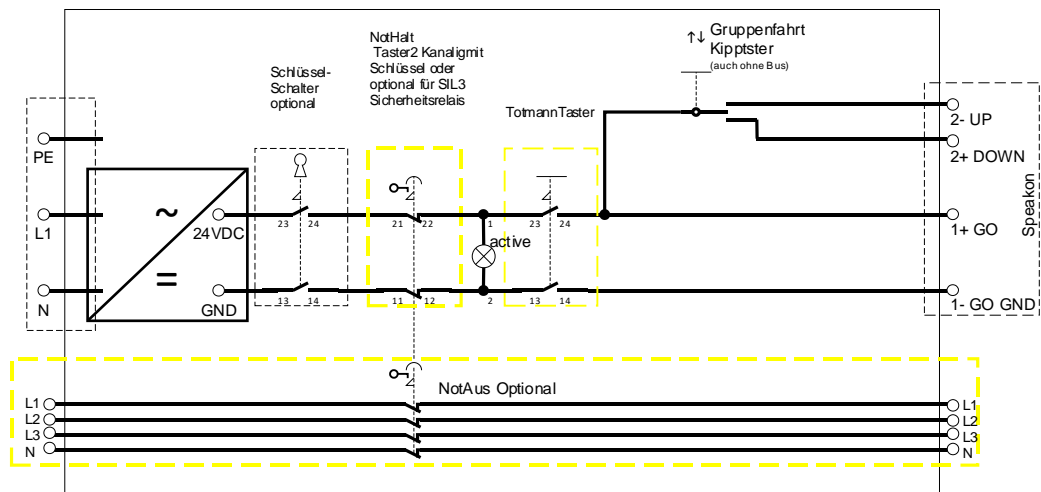 NotHalt
Taster2 Kanaligmit
Schlüssel oder
optional für SIL3
Sicherheitsrelais
Schlüssel-
Schalter
optional
↑↓ Gruppenfahrt
Kipptster
(auch ohne Bus)
TotmannTaster
PE
L1
N
~
=
24VDC
GND
23 24
13 14
21 22
11 12
1
active
2
23 24
13 14
2- UP
2+ DOWN
1+ GO
1- GO GND
Speakon
NotAus Optional
L1
L2
L3
N
L1
L2
L3
N